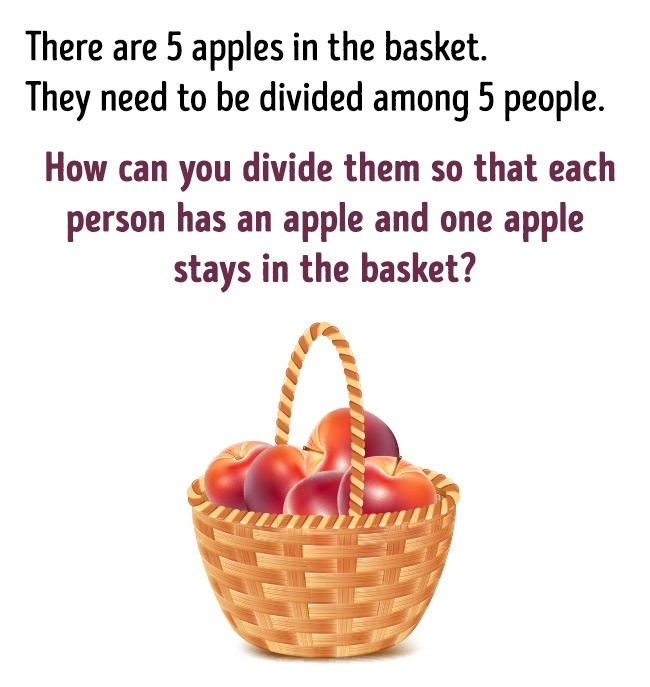 There are 5 apples in the basket.
They need to be divided among 5 people.
How can you divide them so that each
person has an apple and one apple
stays in the basket?